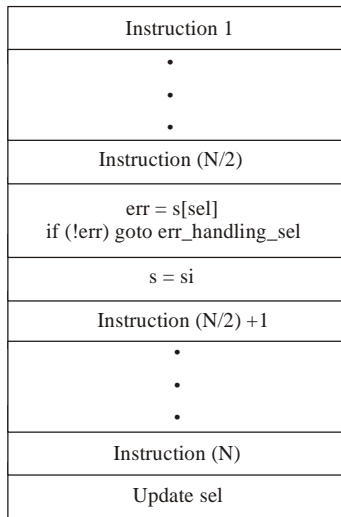 Instruction 1
•
•
•
Instruction (N/2)
err = s[sel]
if (!err) goto err_handling_sel
s = si
Instruction (N/2) +1
•
•
•
Instruction (N)
Update sel